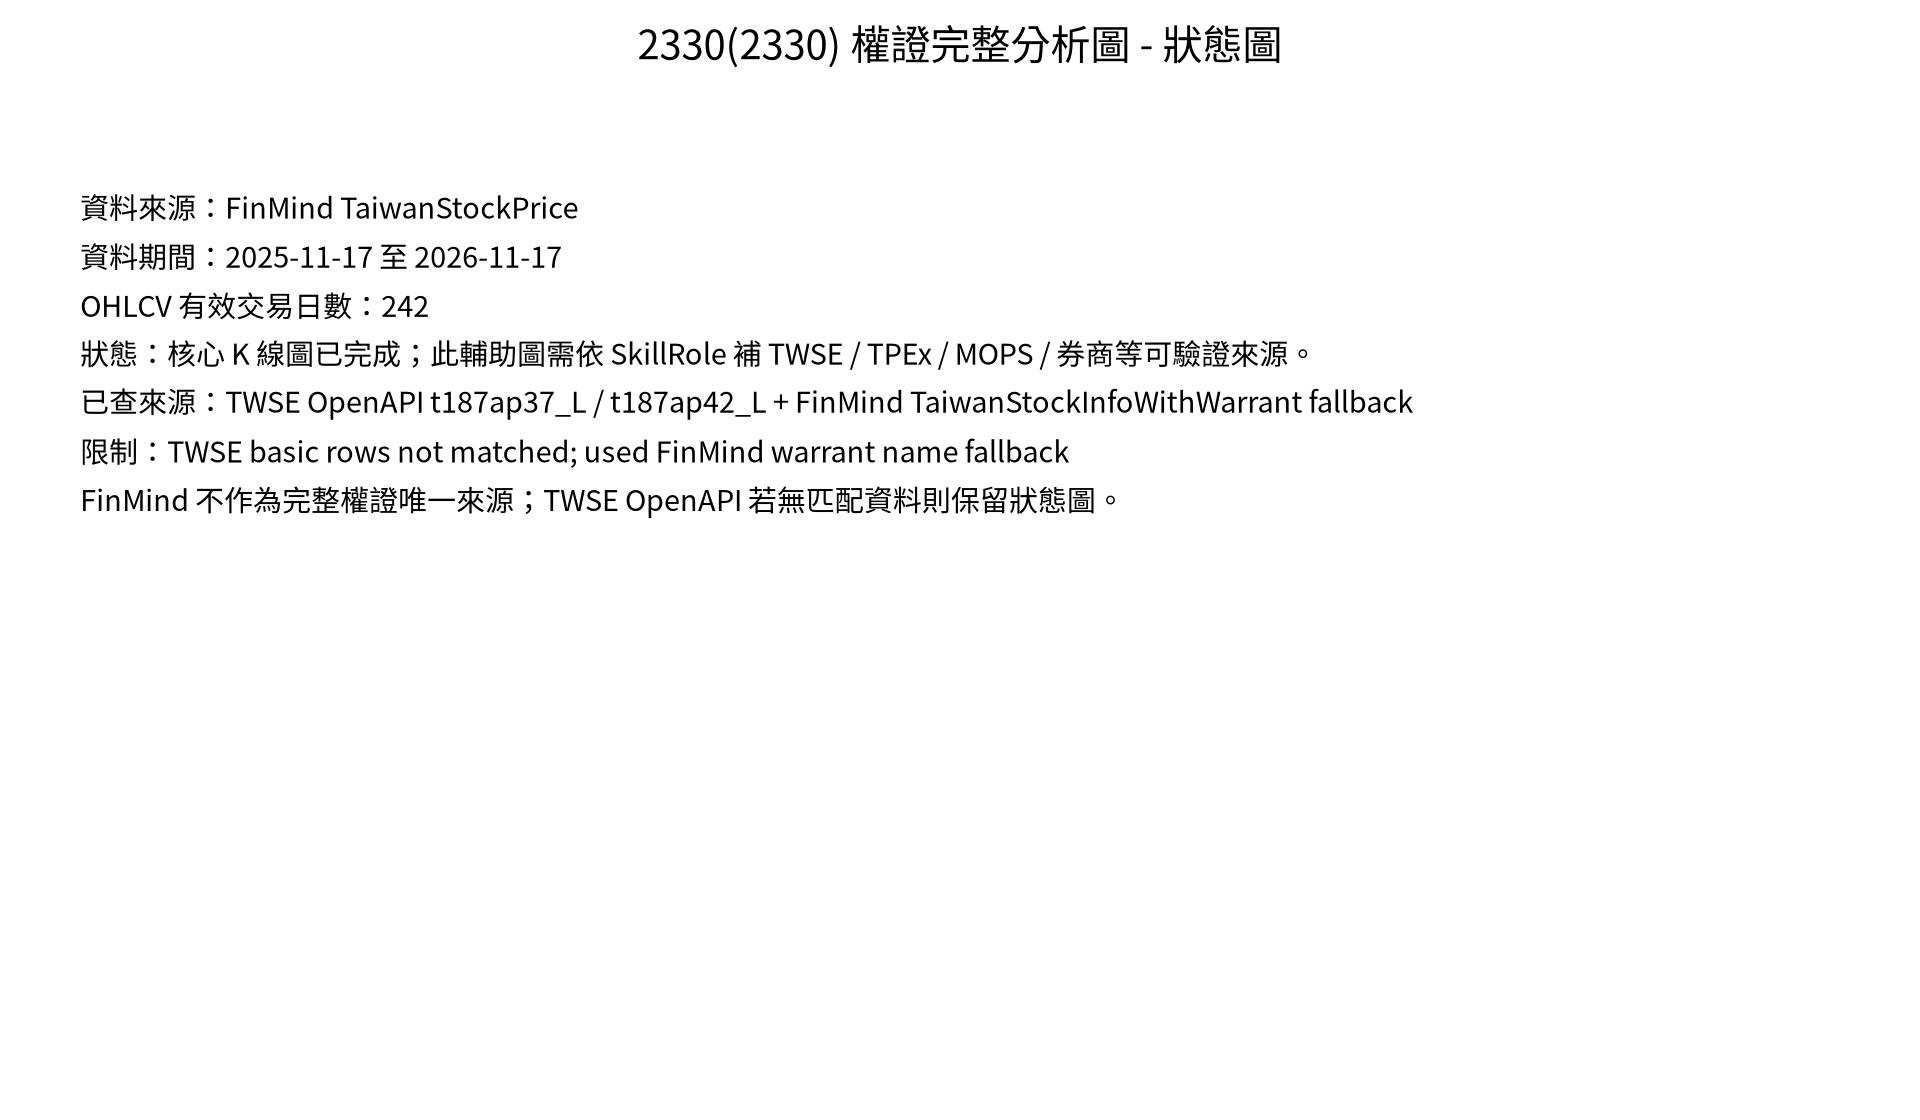 2330(2330) 權證完整分析圖 - 狀態圖
資料來源：FinMind TaiwanStockPrice
資料期間：2025-11-17 至 2026-11-17
OHLCV 有效交易日數：242
狀態：核心 K 線圖已完成；此輔助圖需依 SkillRole 補 TWSE / TPEx / MOPS / 券商等可驗證來源。
已查來源：TWSE OpenAPI t187ap37_L / t187ap42_L + FinMind TaiwanStockInfoWithWarrant fallback
限制：TWSE basic rows not matched; used FinMind warrant name fallback
FinMind 不作為完整權證唯一來源；TWSE OpenAPI 若無匹配資料則保留狀態圖。